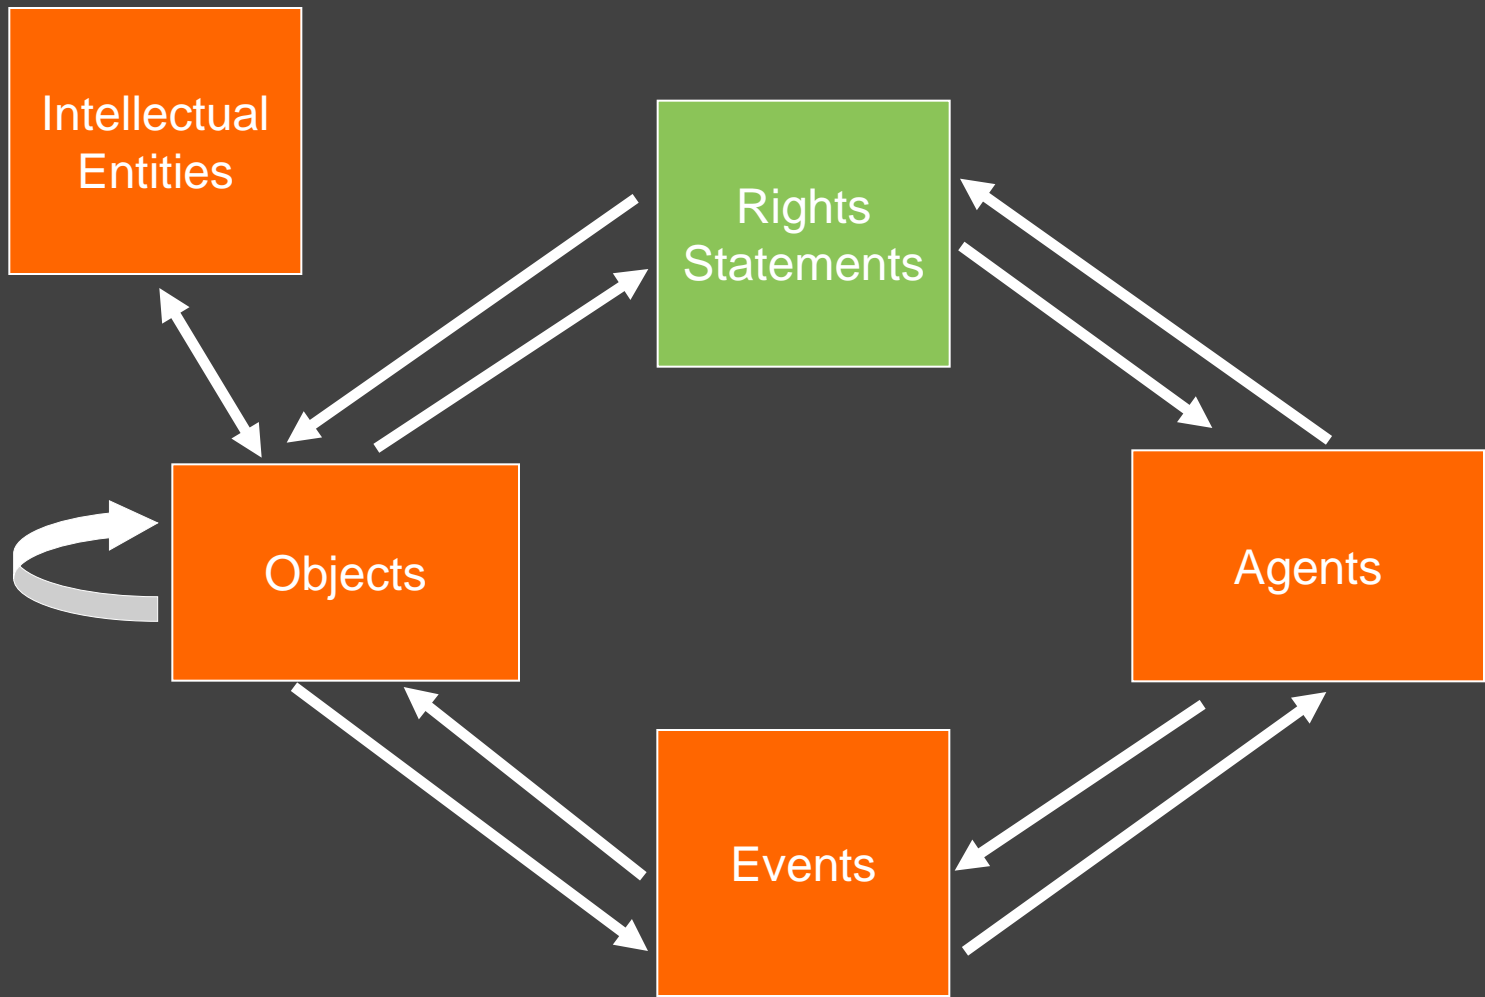 Intellectual
Entities
Rights
Statements
Objects
Agents
Events